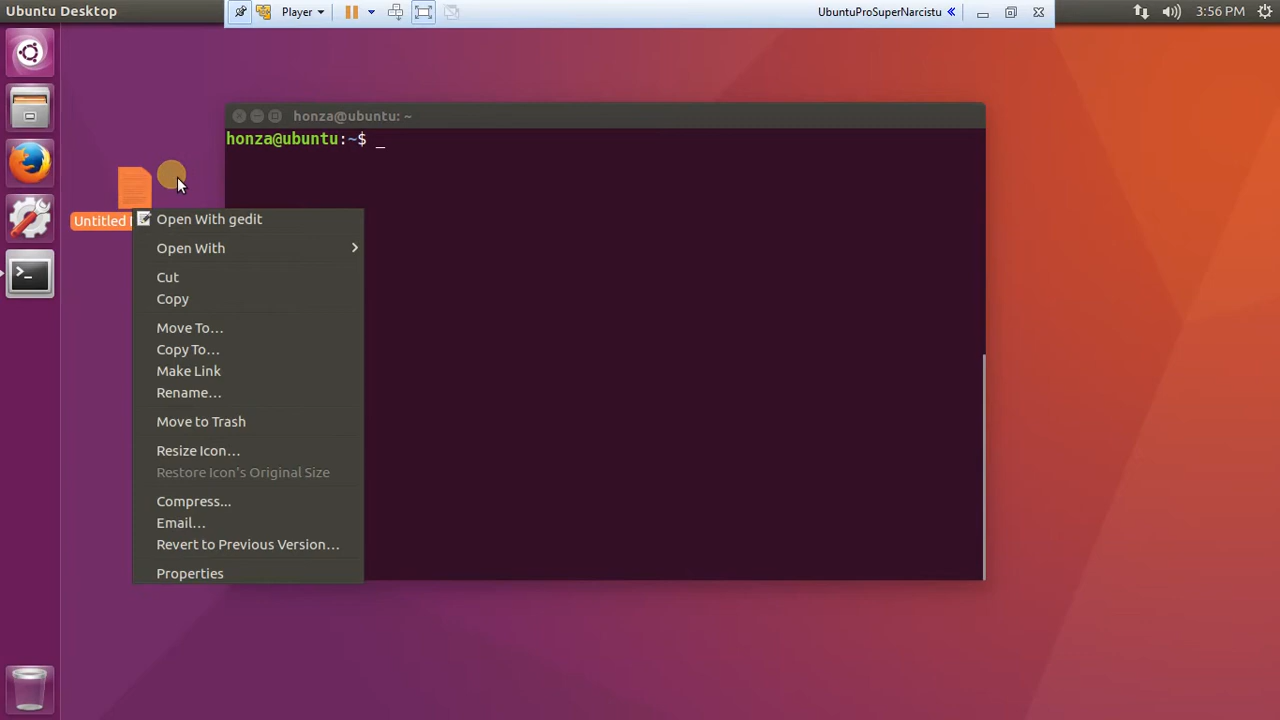 Ubuntu Desktop
Player
UbuntuProSuperNarcistu
3:56 PM
honza@ubuntu: ~
honza@ubuntu:~$ _
Untitled
Open With gedit
Open With
Cut
Copy
Move To…
Copy To…
Make Link
Rename…
Move to Trash
Resize Icon…
Restore Icon's Original Size
Compress...
Email…
Revert to Previous Version…
Properties